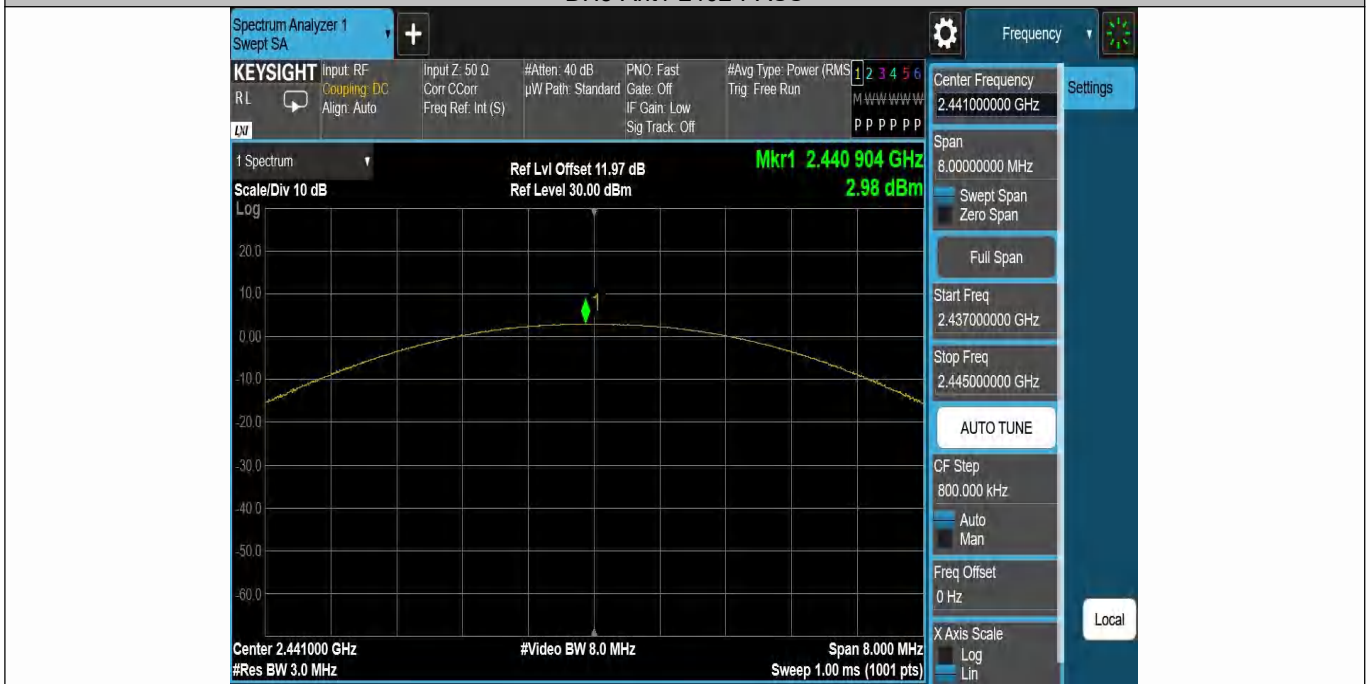 Spectrum Analyzer 1
Swept SA
+
Frequency
KEYSIGHT
RL
LXI
Input: RF
Coupling: DC
Align: Auto
Input Z: 50 Ω
Corr CCorr
Freq Ref: Int (S)
#Atten: 40 dB
µW Path: Standard
PNO: Fast
Gate: Off
IF Gain: Low
Sig Track: Off
#Avg Type: Power (RMS
Trig: Free Run
1 2 3 4 5 6
M W W W W W
P P P P P P
1 Spectrum
Scale/Div 10 dB
Log
Ref Lvl Offset 11.97 dB
Ref Level 30.00 dBm
Mkr1 2.440 904 GHz
2.98 dBm
20.0
10.0
0.00
-10.0
-20.0
-30.0
-40.0
-50.0
-60.0
1
Center 2.441000 GHz
#Res BW 3.0 MHz
#Video BW 8.0 MHz
Span 8.000 MHz
Sweep 1.00 ms (1001 pts)
Center Frequency
2.441000000 GHz
Span
8.00000000 MHz
Swept Span
Zero Span
Full Span
Start Freq
2.437000000 GHz
Stop Freq
2.445000000 GHz
AUTO TUNE
CF Step
800.000 kHz
Auto
Man
Freq Offset
0 Hz
X Axis Scale
Log
Lin
Settings
Local